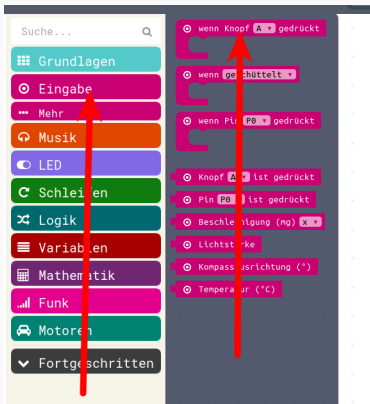 Suche...
Grundlagen
Eingabe
Mehr
Musik
LED
Schleifen
Logik
Variablen
Mathematik
Funk
Motoren
Fortgeschritten
wenn Knopf A gedrückt
wenn geschüttelt
wenn Pin P0 gedrückt
Knopf A ist gedrückt
Pin P0 ist gedrückt
Beschleunigung (mg) x
Lichtstärke
Kompassausrichtung (°)
Temperatur (°C)